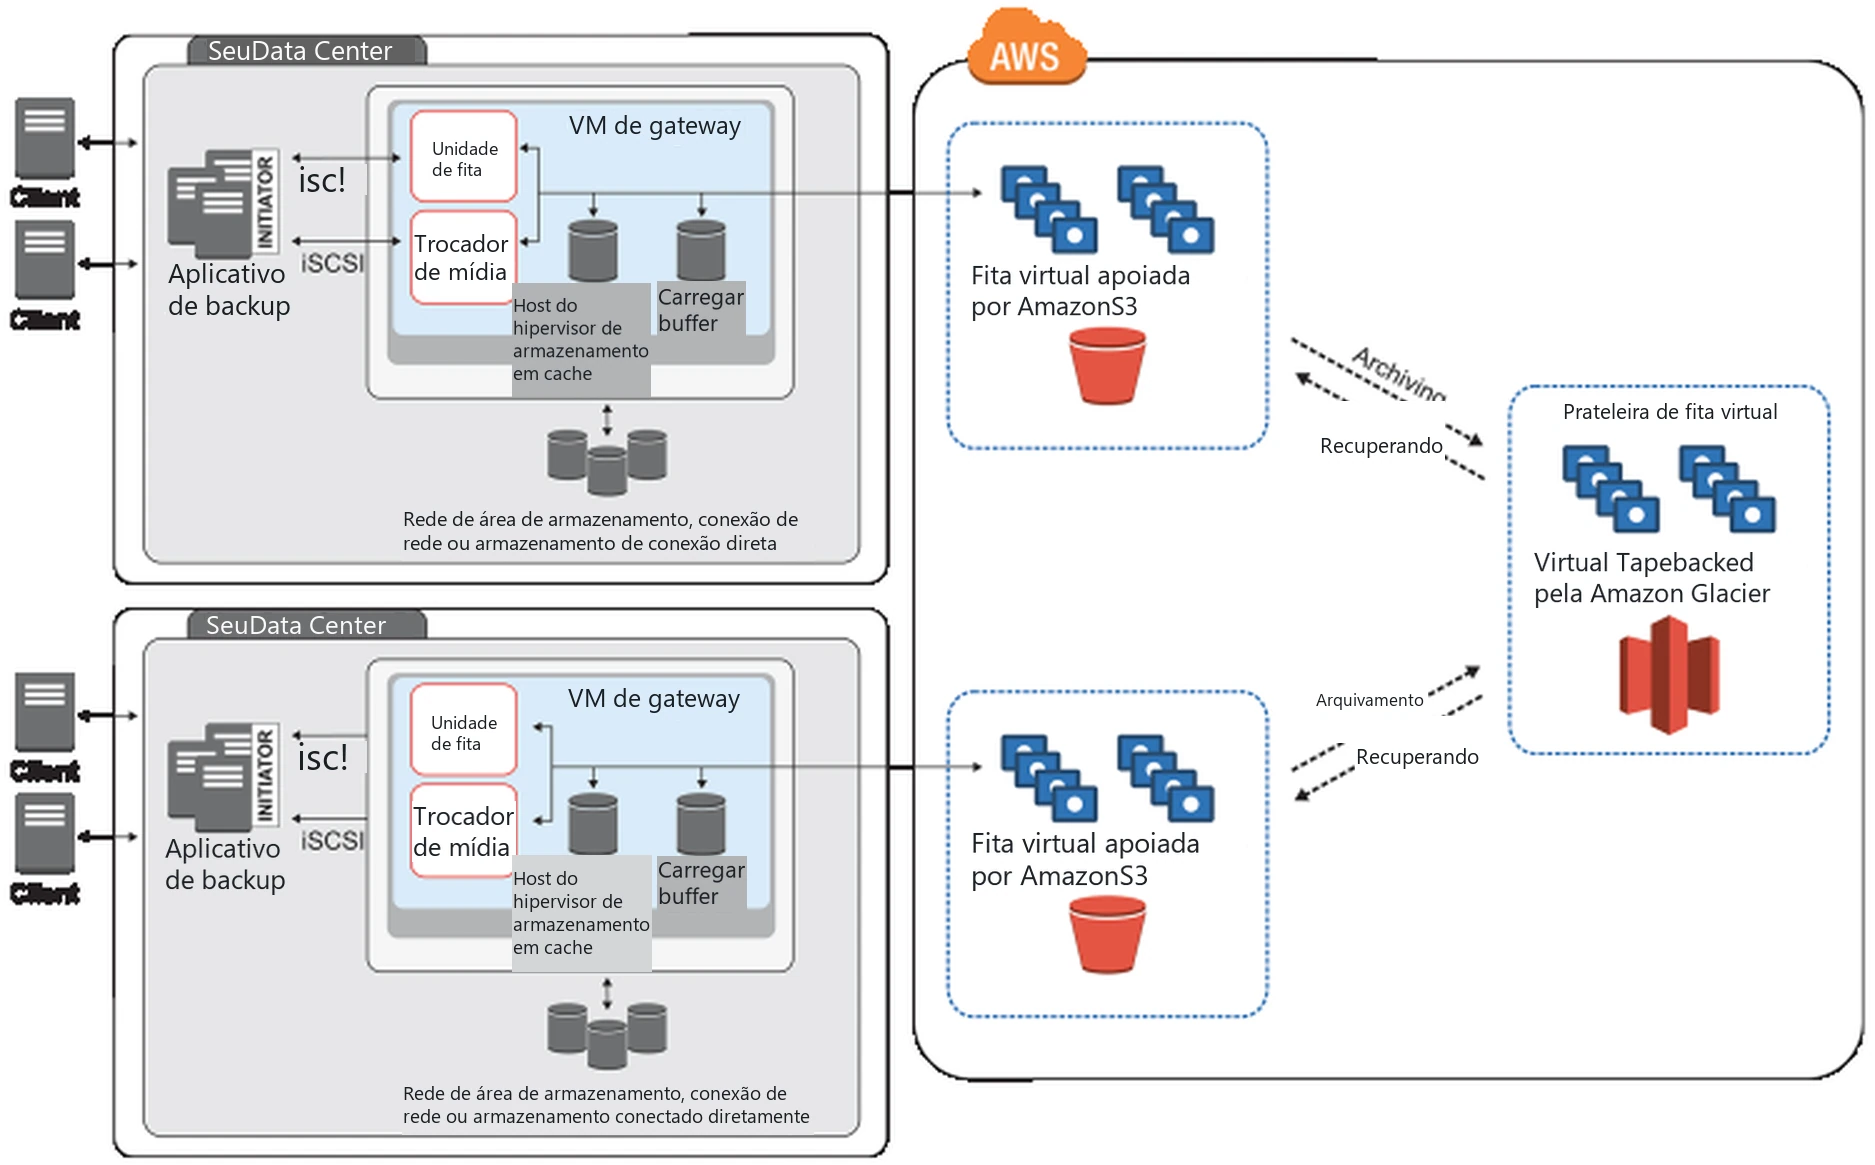 SeuData Center
AWS
VM de gateway
Unidade
de fita
isc!
INITIATOR
Client
Trocador
de mídia
iSCSI
Aplicativo
de backup
Client
Host do
hipervisor de
armazenamento
em cache
Carregar
buffer
Rede de área de armazenamento, conexão de
rede ou armazenamento de conexão direta
Fita virtual apoiada
por AmazonS3
Archiving
Recuperando
Prateleira de fita virtual
Virtual Tapebacked
pela Amazon Glacier
SeuData Center
VM de gateway
Unidade
de fita
isc!
INITIATOR
Client
Trocador
de mídia
iSCSI
Aplicativo
de backup
Client
Host do
hipervisor de
armazenamento
em cache
Carregar
buffer
Rede de área de armazenamento, conexão de
rede ou armazenamento conectado diretamente
Fita virtual apoiada
por AmazonS3
Arquivamento
Recuperando